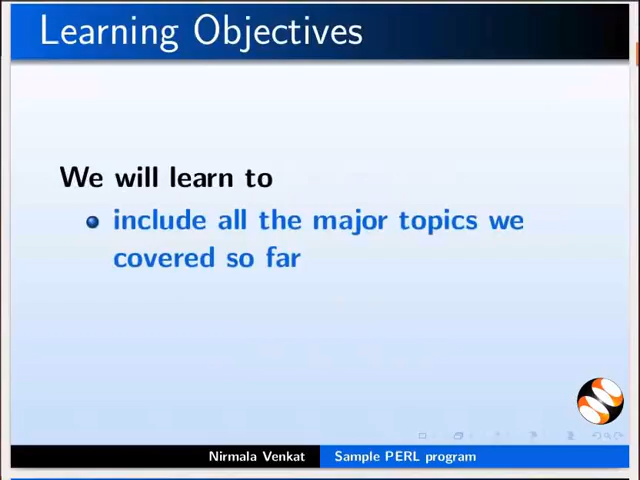 Learning Objectives
We will learn to
include all the major topics we
covered so far
Nirmala Venkat
Sample PERL program